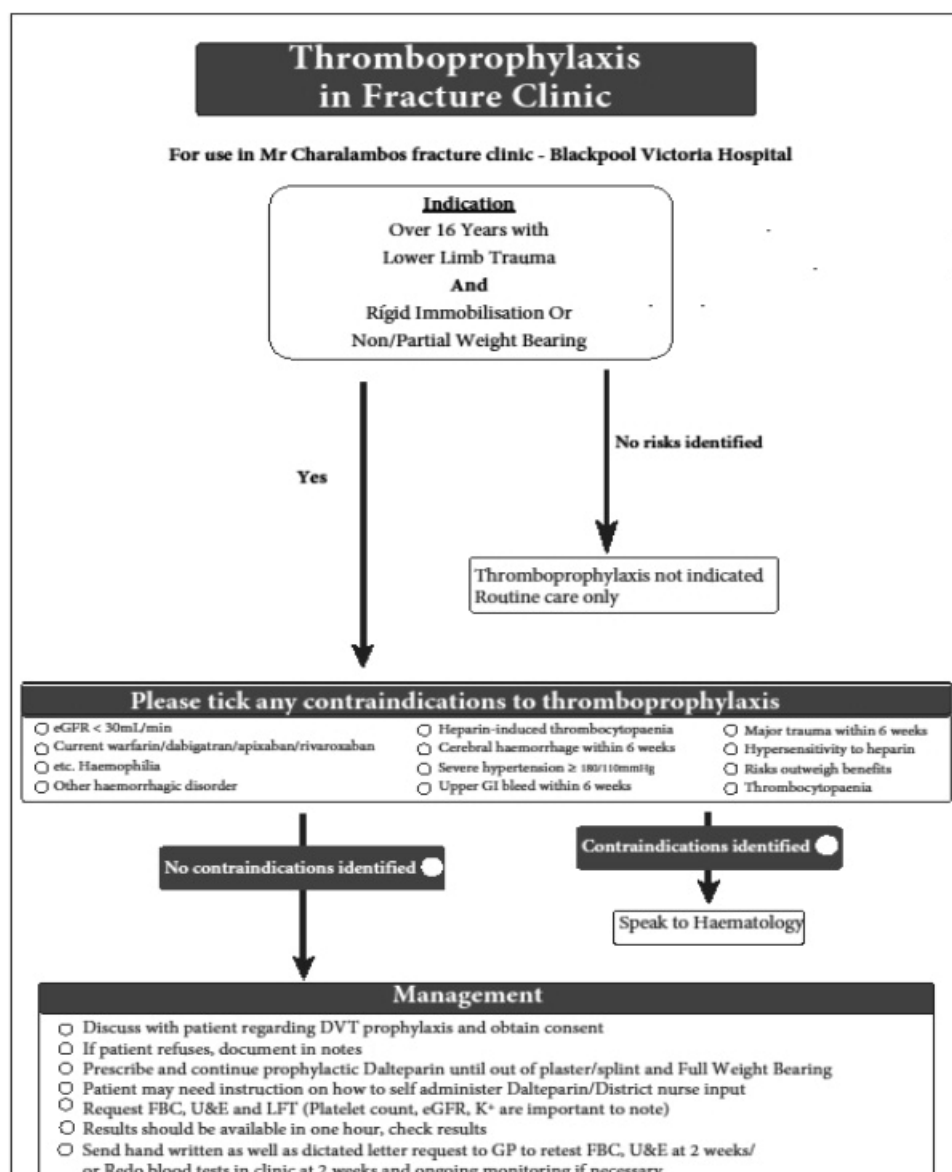 Thromboprophylaxis
in Fracture Clinic
For use in Mr Charalambos fracture clinic - Blackpool Victoria Hospital
Indication
Over 16 Years with
Lower Limb Trauma
And
Rígid Immobilisation Or
Non/Partial Weight Bearing
No risks identified
Yes
Thromboprophylaxis not indicated
Routine care only
Please tick any contraindications to thromboprophylaxis
eGFR < 30mL/min
Current warfarin/dabigatran/apixaban/rivaroxaban
etc. Haemophilia
Other haemorrhagic disorder
Heparin-induced thrombocytopaenia
Cerebral haemorrhage within 6 weeks
Severe hypertension ≥ 180/110mmHg
Upper GI bleed within 6 weeks
Major trauma within 6 weeks
Hypersensitivity to heparin
Risks outweigh benefits
Thrombocytopaenia
No contraindications identified
Contraindications identified
Speak to Haematology
Management
Discuss with patient regarding DVT prophylaxis and obtain consent
If patient refuses, document in notes
Prescribe and continue prophylactic Dalteparin until out of plaster/splint and Full Weight Bearing
Patient may need instruction on how to self administer Dalteparin/District nurse input
Request FBC, U&E and LFT (Platelet count, eGFR, K⁺ are important to note)
Results should be available in one hour, check results
Send hand written as well as dictated letter request to GP to retest FBC, U&E at 2 weeks/
or Redo blood tests in clinic at 2 weeks and ongoing monitoring if necessary